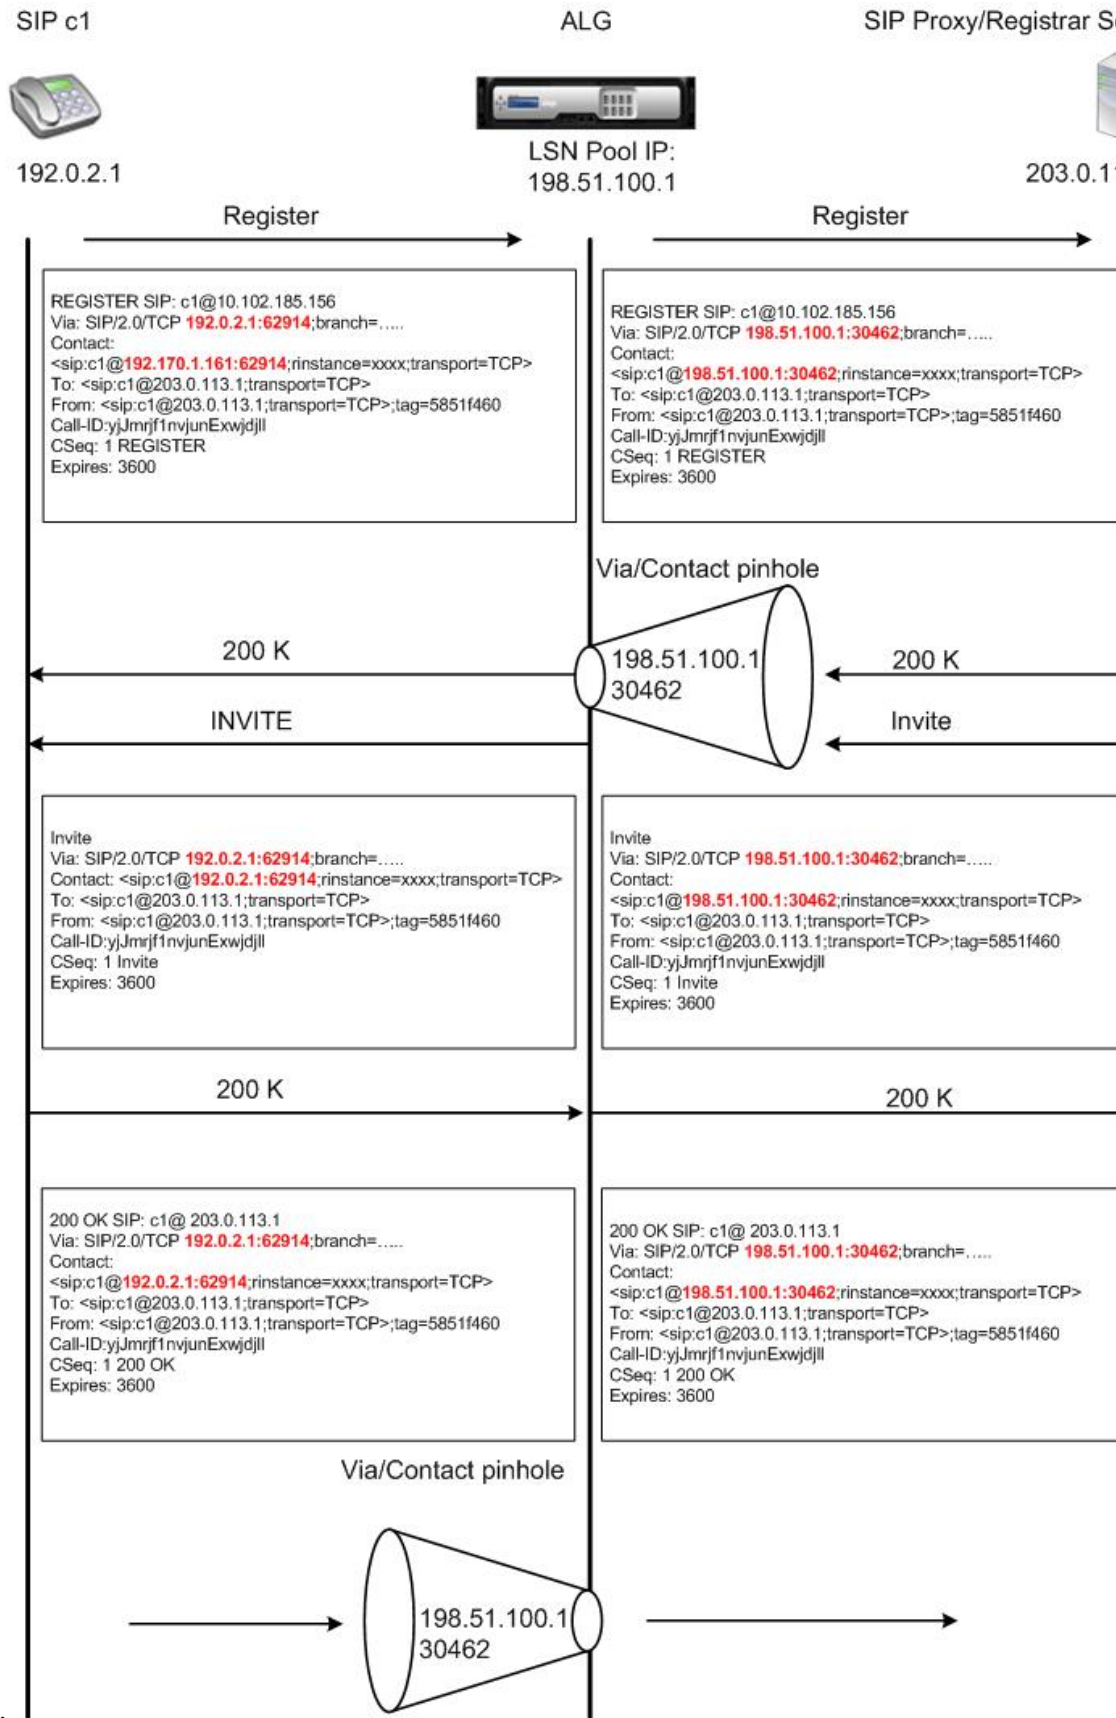 SIP c1
ALG
SIP Proxy/Registrar S
LSN Pool IP:
198.51.100.1
192.0.2.1
203.0.11
Register
Register
REGISTER SIP: c1@10.102.185.156
Via: SIP/2.0/TCP 192.0.2.1:62914;branch=…..
Contact:
<sip:c1@192.170.1.161:62914;rinstance=xxxx;transport=TCP>
To: <sip:c1@203.0.113.1;transport=TCP>
From: <sip:c1@203.0.113.1;transport=TCP>;tag=5851f460
Call-ID:yjJmrjf1nvjunExwjdjll
CSeq: 1 REGISTER
Expires: 3600
REGISTER SIP: c1@10.102.185.156
Via: SIP/2.0/TCP 198.51.100.1:30462;branch=…..
Contact:
<sip:c1@198.51.100.1:30462;rinstance=xxxx;transport=TCP>
To: <sip:c1@203.0.113.1;transport=TCP>
From: <sip:c1@203.0.113.1;transport=TCP>;tag=5851f460
Call-ID:yjJmrjf1nvjunExwjdjll
CSeq: 1 REGISTER
Expires: 3600
Via/Contact pinhole
200 K
198.51.100.1
30462
200 K
INVITE
Invite
Invite
Via: SIP/2.0/TCP 192.0.2.1:62914;branch=…..
Contact: <sip:c1@192.0.2.1:62914;rinstance=xxxx;transport=TCP>
To: <sip:c1@203.0.113.1;transport=TCP>
From: <sip:c1@203.0.113.1;transport=TCP>;tag=5851f460
Call-ID:yjJmrjf1nvjunExwjdjll
CSeq: 1 Invite
Expires: 3600
Invite
Via: SIP/2.0/TCP 198.51.100.1:30462;branch=…..
Contact:
<sip:c1@198.51.100.1:30462;rinstance=xxxx;transport=TCP>
To: <sip:c1@203.0.113.1;transport=TCP>
From: <sip:c1@203.0.113.1;transport=TCP>;tag=5851f460
Call-ID:yjJmrjf1nvjunExwjdjll
CSeq: 1 Invite
Expires: 3600
200 K
200 K
200 OK SIP: c1@ 203.0.113.1
Via: SIP/2.0/TCP 192.0.2.1:62914;branch=…..
Contact:
<sip:c1@192.0.2.1:62914;rinstance=xxxx;transport=TCP>
To: <sip:c1@203.0.113.1;transport=TCP>
From: <sip:c1@203.0.113.1;transport=TCP>;tag=5851f460
Call-ID:yjJmrjf1nvjunExwjdjll
CSeq: 1 200 OK
Expires: 3600
200 OK SIP: c1@ 203.0.113.1
Via: SIP/2.0/TCP 198.51.100.1:30462;branch=…..
Contact:
<sip:c1@198.51.100.1:30462;rinstance=xxxx;transport=TCP>
To: <sip:c1@203.0.113.1;transport=TCP>
From: <sip:c1@203.0.113.1;transport=TCP>;tag=5851f460
Call-ID:yjJmrjf1nvjunExwjdjll
CSeq: 1 200 OK
Expires: 3600
Via/Contact pinhole
198.51.100.1
30462